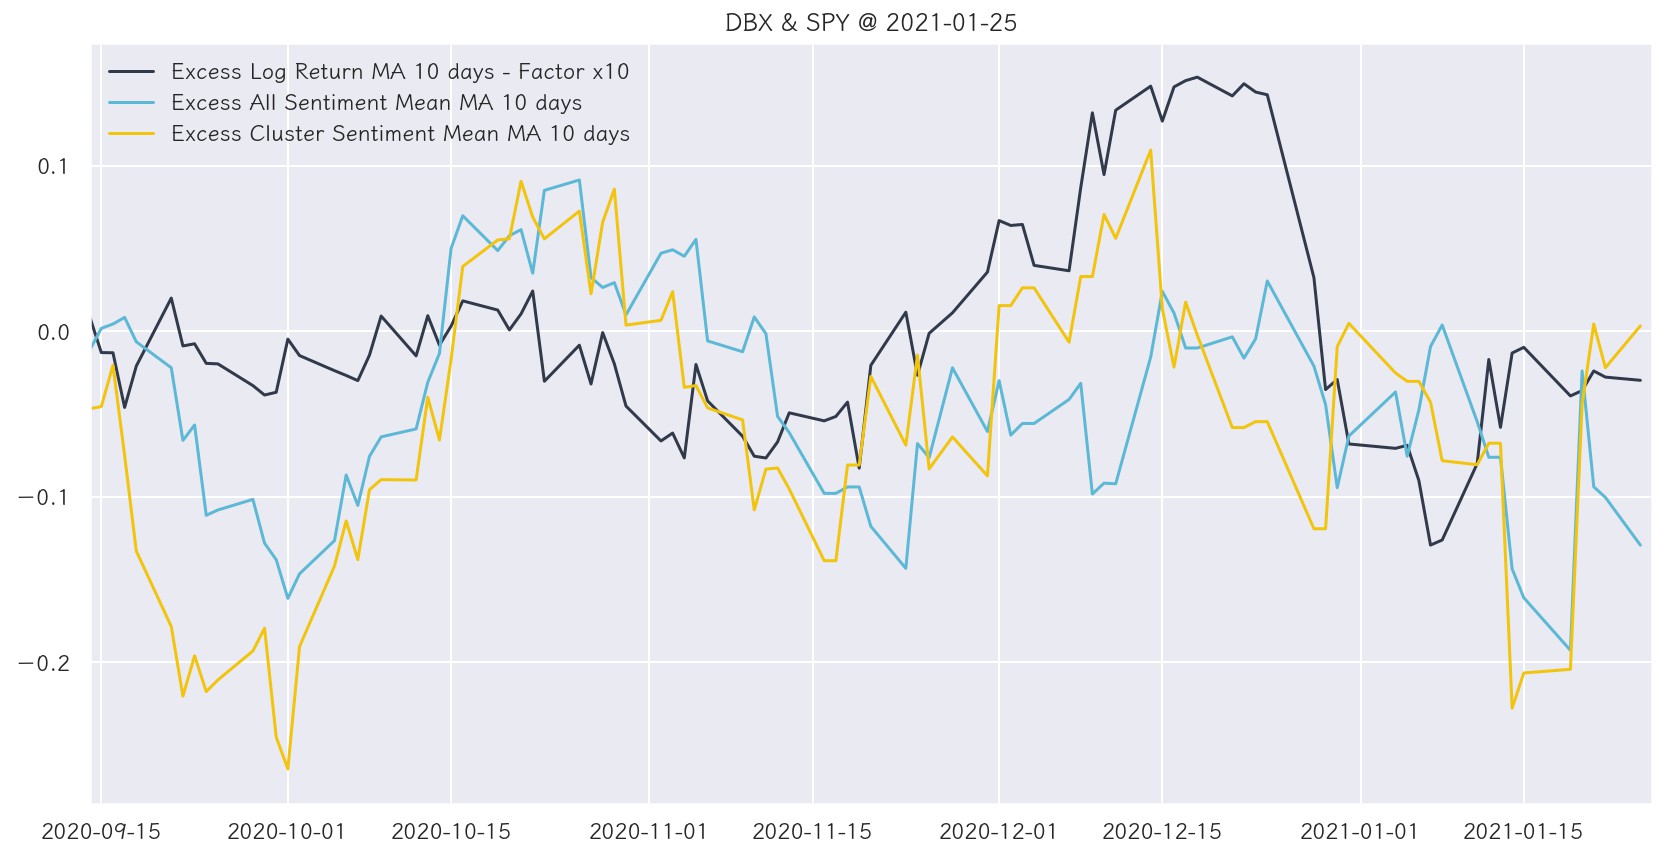 DBX & SPY @ 2021-01-25
Excess Log Return MA 10 days - Factor x10
Excess All Sentiment Mean MA 10 days
Excess Cluster Sentiment Mean MA 10 days
0.1
0.0
−0.1
−0.2
2020-09-15 2020-10-01 2020-10-15 2020-11-01 2020-11-15 2020-12-01 2020-12-15 2021-01-01 2021-01-15